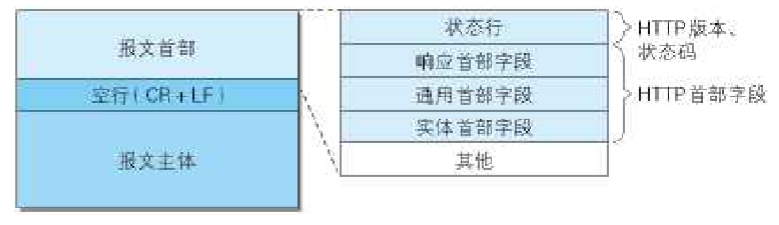 报文首部
空行(CR+LF)
报文主体
状态行
响应首部字段
通用首部字段
实体首部字段
其他
HTTP版本、
状态码
HTTP首部字段